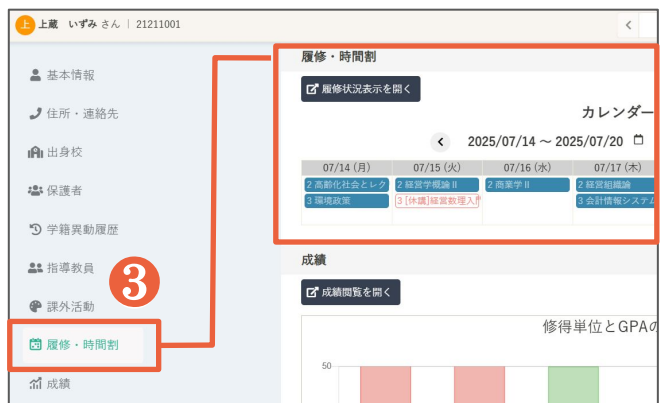 上 上蔵 いずみ さん | 21211001
基本情報
住所・連絡先
出身校
保護者
学籍異動履歴
指導教員
課外活動
履修・時間割
成績
3
履修・時間割
履修状況表示を開く
カレンダー
2025/07/14 ~ 2025/07/20
07/14 (月) 07/15 (火) 07/16 (水) 07/17 (木)
2 高齢化社会とレク 2 経営学概論 II 2 商業学 II 2 経営組織論
3 環境政策 3 [休講]経営数理入門 3 会計情報システム
成績
成績閲覧を開く
修得単位とGPAの
50